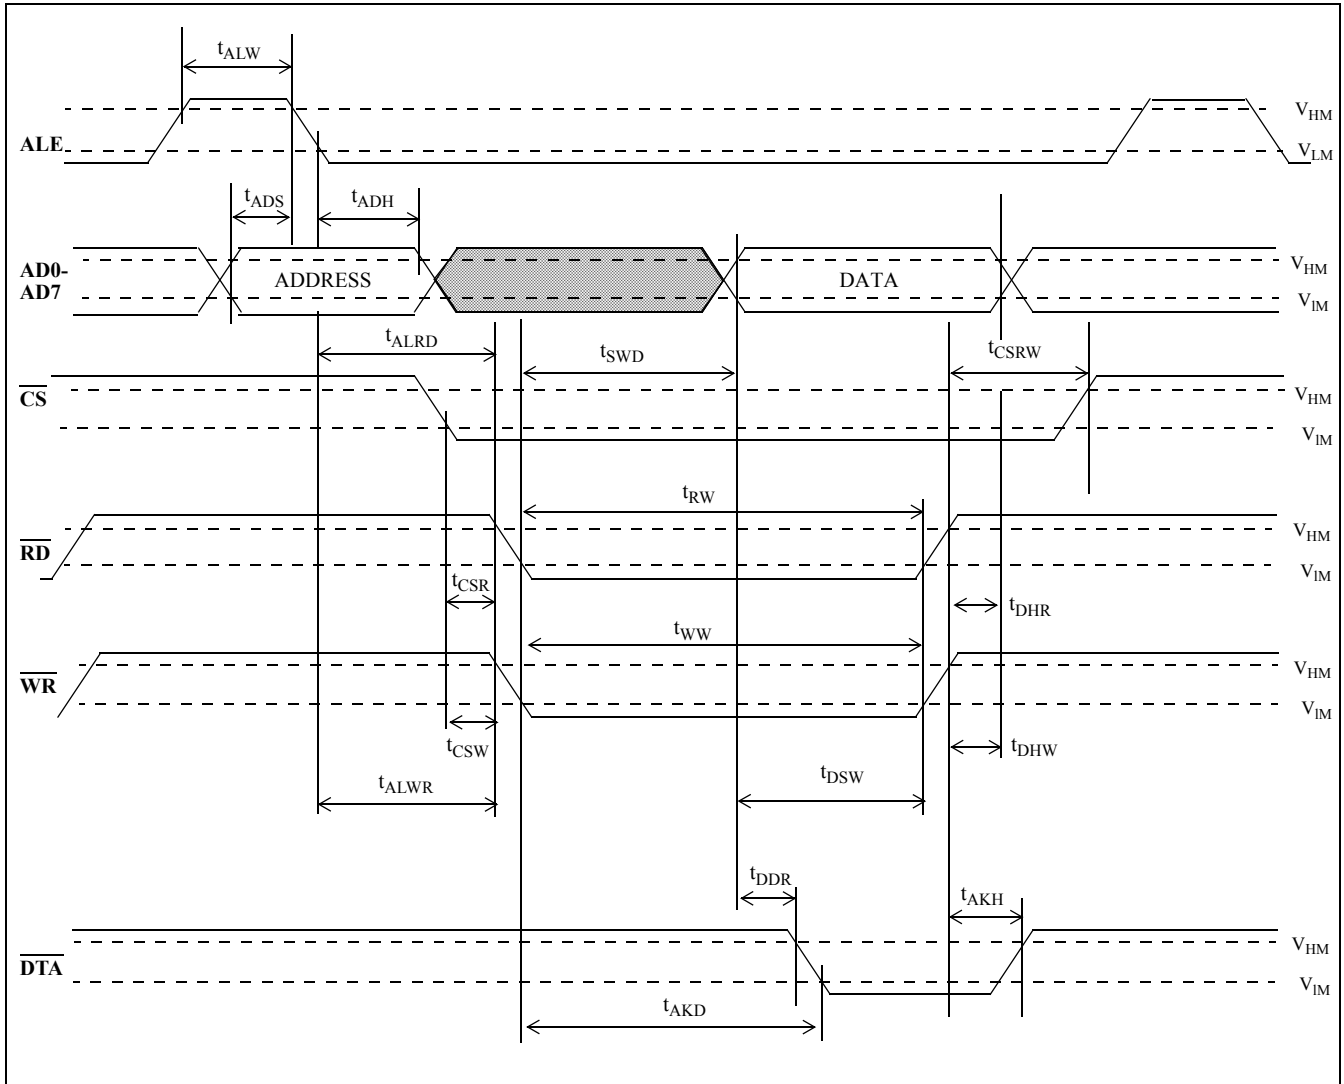 tALW
VHM
ALE
VLM
tADS
tADH
AD0-
AD7
ADDRESS
DATA
VHM
VIM
tALRD
tSWD
tCSRW
CS
VHM
VIM
tRW
RD
VHM
VIM
tCSR
tDHR
tWW
WR
VHM
VIM
tCSW
tDHW
tALWR
tDSW
tDDR
tAKH
DTA
VHM
VIM
tAKD